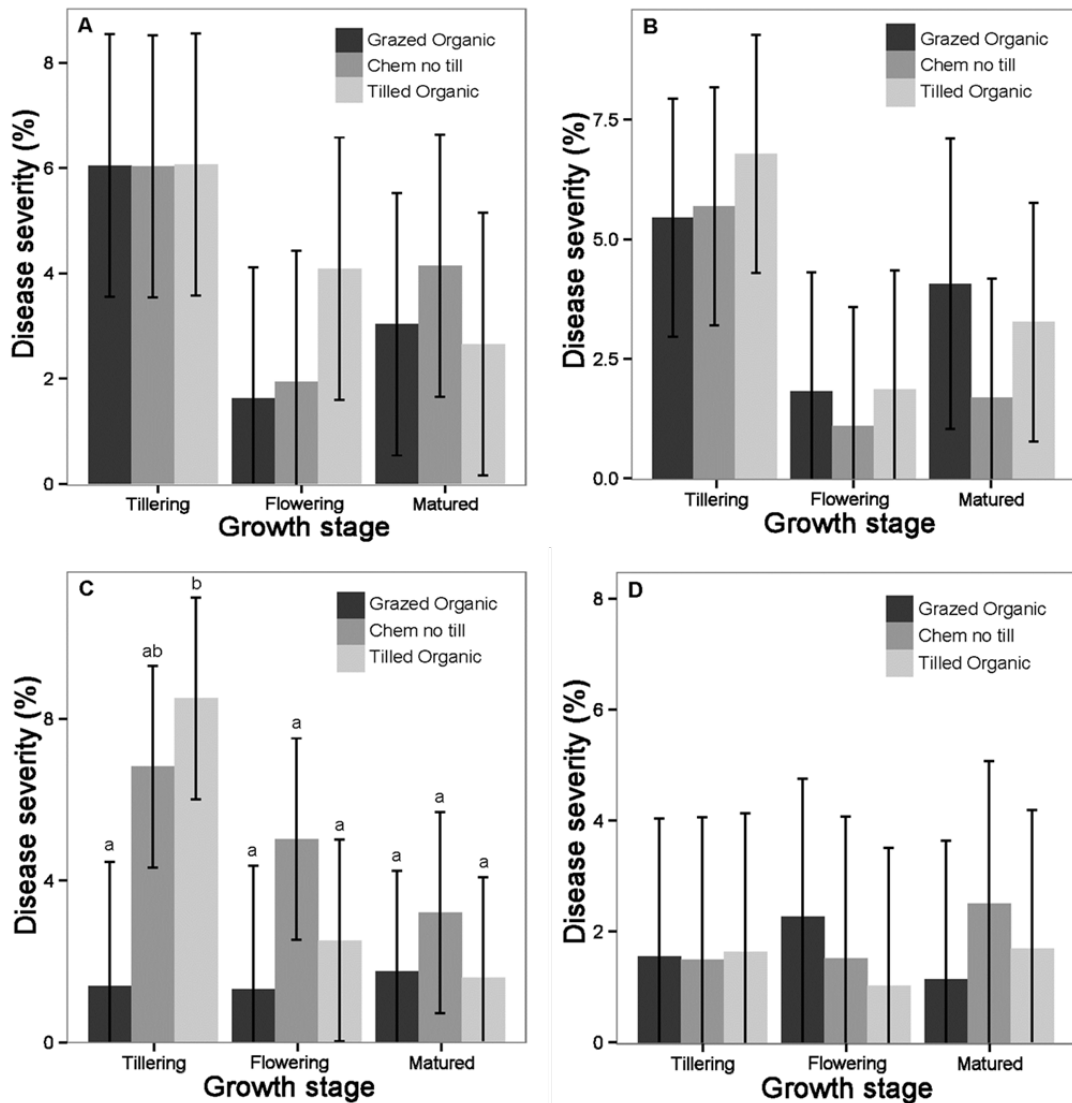 A
Grazed Organic
Chem no till
Tilled Organic
Disease severity (%)
8
6
4
2
0
Tillering
Flowering
Matured
Growth stage
B
Grazed Organic
Chem no till
Tilled Organic
Disease severity (%)
7.5
5.0
2.5
0.0
Tillering
Flowering
Matured
Growth stage
C
Grazed Organic
Chem no till
Tilled Organic
Disease severity (%)
8
4
0
a
ab
b
a
a
a
a
a
a
Tillering
Flowering
Matured
Growth stage
D
Grazed Organic
Chem no till
Tilled Organic
Disease severity (%)
8
6
4
2
0
Tillering
Flowering
Matured
Growth stage